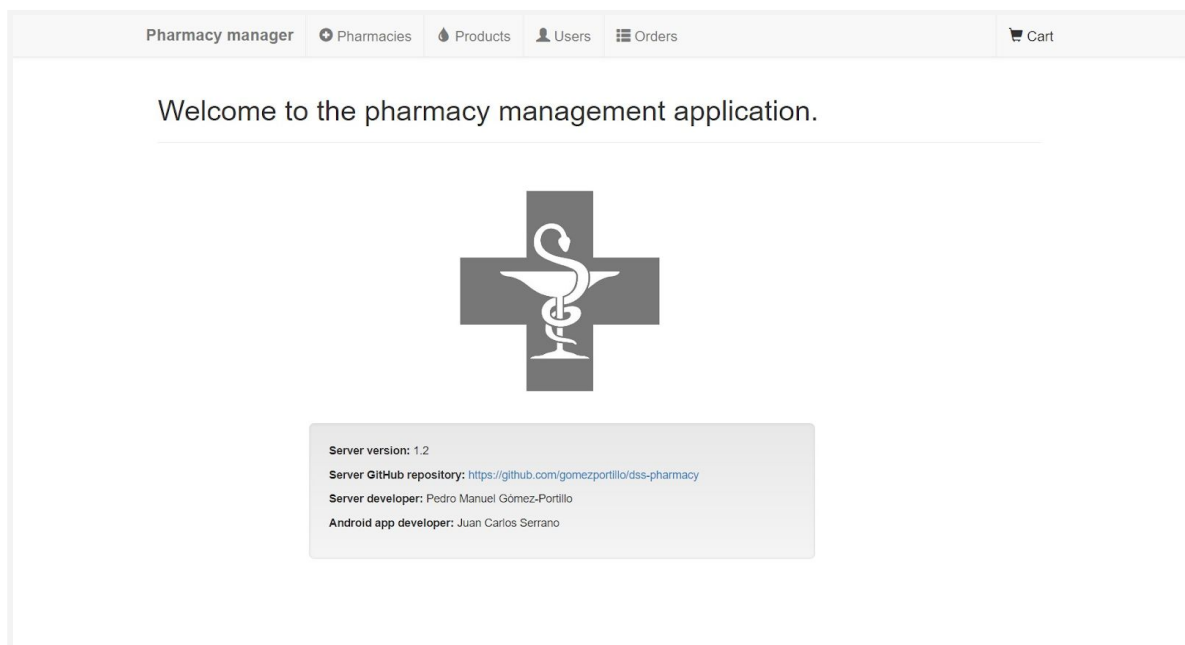 Pharmacy manager Pharmacies Products Users Orders Cart
Welcome to the pharmacy management application.
Server version: 1.2
Server GitHub repository: https://github.com/gomezportillo/dss-pharmacy
Server developer: Pedro Manuel Gómez-Portillo
Android app developer: Juan Carlos Serrano